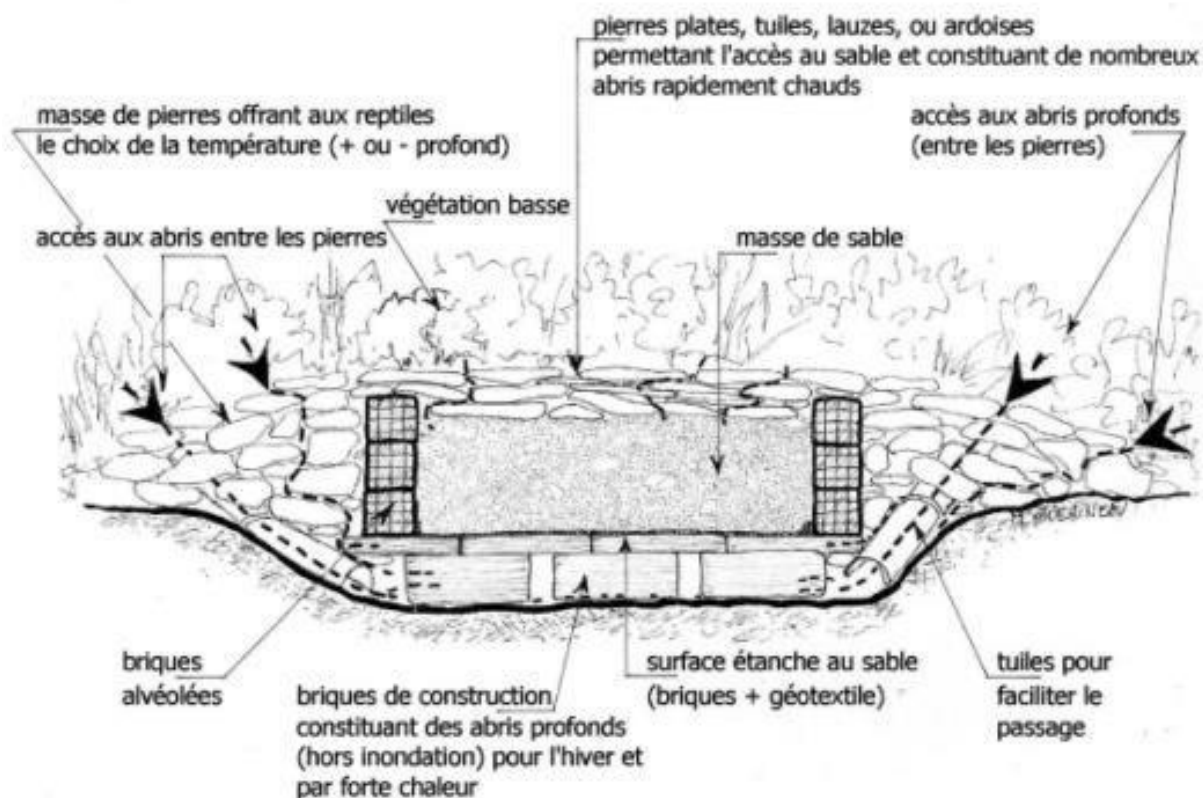 pierres plates, tuiles, lauzes, ou ardoises
permettant l'accès au sable et constituant de nombreux
abris rapidement chauds
masse de pierres offrant aux reptiles
le choix de la température (+ ou - profond)
accès aux abris profonds
(entre les pierres)
végétation basse
accès aux abris entre les pierres
masse de sable
briques
alvéolées
briques de construction
constituant des abris profonds
(hors inondation) pour l'hiver et
par forte chaleur
surface étanche au sable
(briques + géotextile)
tuiles pour
faciliter le
passage